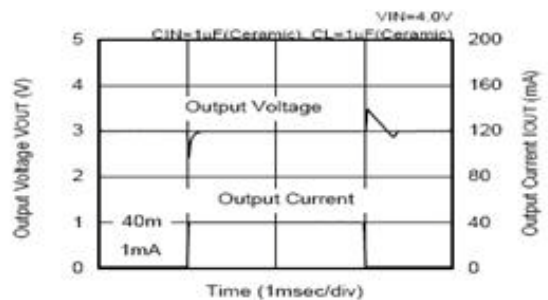 VIN=4.0V
CIN=1uF(Ceramic), CL=1uF(Ceramic)
Output Voltage VOUT (V)
5
4
3
2
1
0
Output Voltage
Output Current
40m
1mA
200
160
120
80
40
0
Output Current IOUT (mA)
Time (1msec/div)